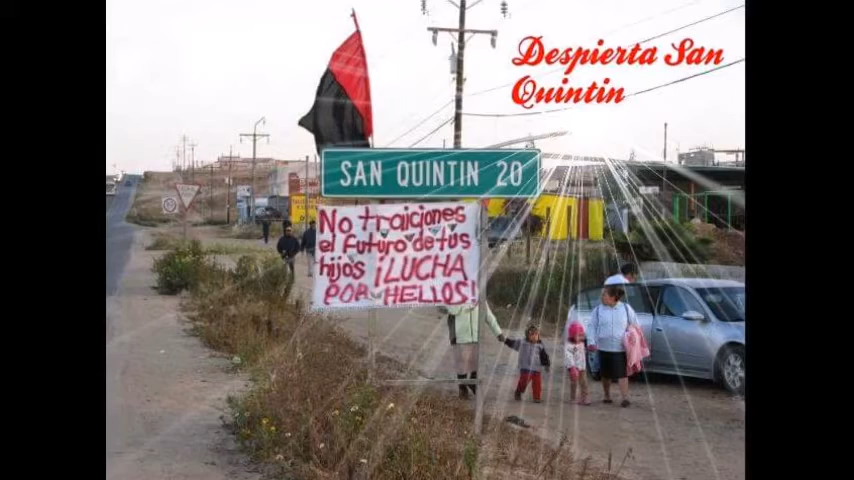 Despierta San
Quintin
SAN QUINTIN 20
No traiciones
el futuro de tus
hijos ¡LUCHA
POR HELLOS!